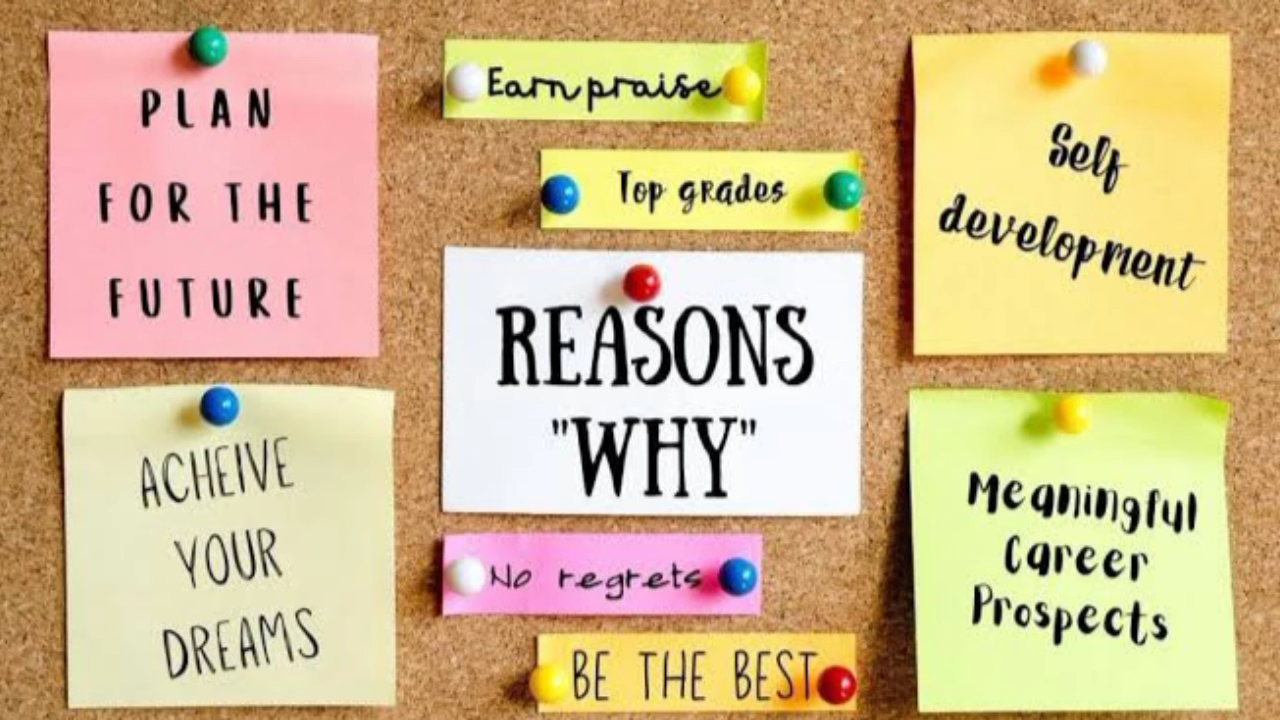 PLAN
FOR THE
FUTURE
Earn praise
Top grades
REASONS
"WHY"
Self
development
ACHEIVE
YOUR
DREAMS
No regrets
BE THE BEST
Meaningful
Career
Prospects